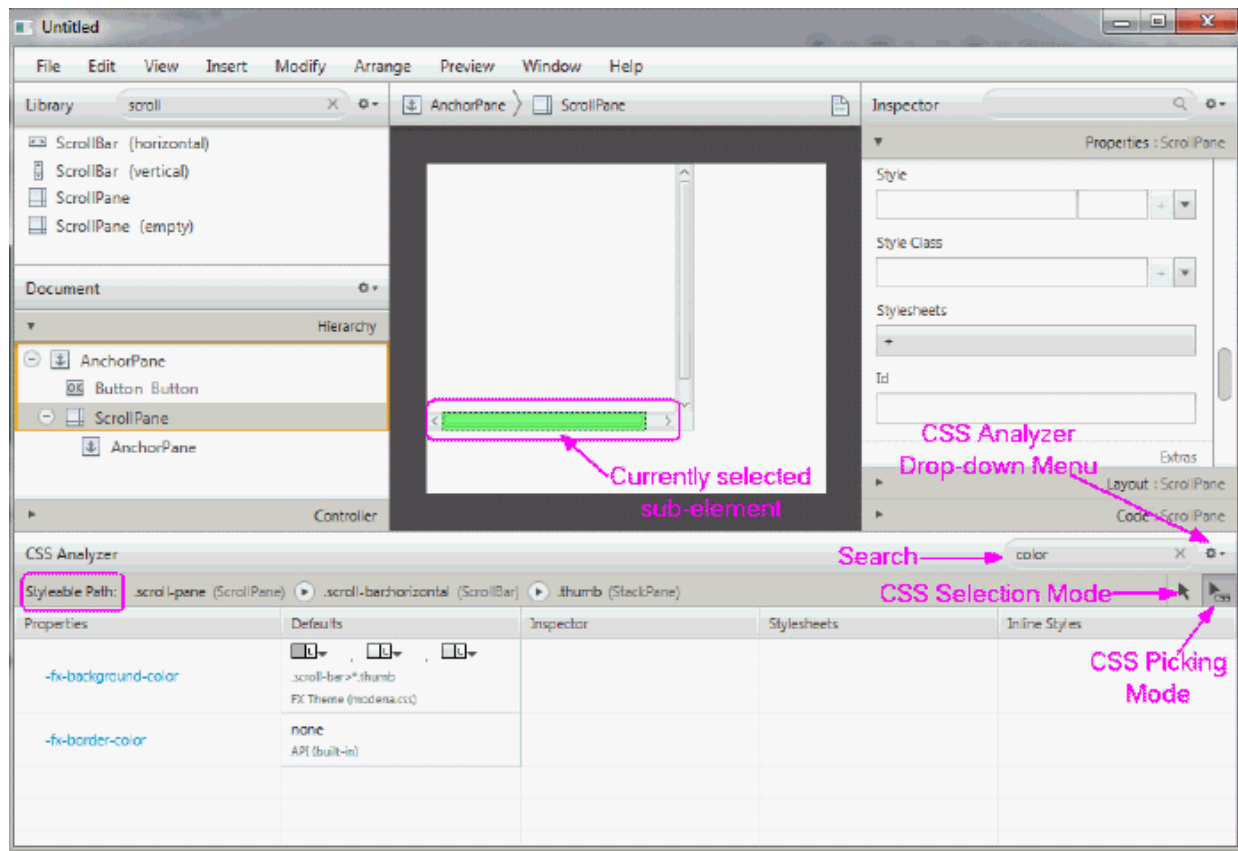 Untitled
File Edit View Insert Modify Arrange Preview Window Help
Library scroll
AnchorPane ScrollPane
Inspector
ScrollBar (horizontal)
ScrollBar (vertical)
ScrollPane
ScrollPane (empty)
Properties : ScrollPane
Style
Style Class
Stylesheets
+
Id
Document
Hierarchy
AnchorPane
OK Button Button
ScrollPane
AnchorPane
Controller
Currently selected
sub-element
CSS Analyzer
Drop-down Menu
Extras
Layout : ScrollPane
Code : ScrollPane
CSS Analyzer
Search
color
Styleable Path: .scroll-pane (ScrollPane) .scroll-bar:horizontal (ScrollBar) .thumb (StackPane)
CSS Selection Mode
CSS
Properties Defaults Inspector Stylesheets Inline Styles
CSS Picking
Mode
-fx-background-color
L , L , L
.scroll-bar>*.thumb
FX Theme (modena.css)
-fx-border-color
none
API (built-in)